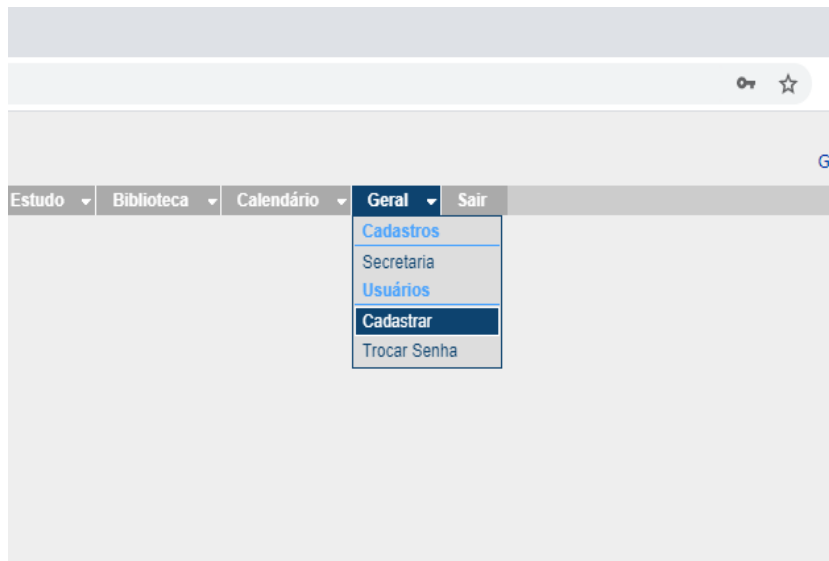 G
Estudo Biblioteca Calendário Geral Sair
Cadastros
Secretaria
Usuários
Cadastrar
Trocar Senha